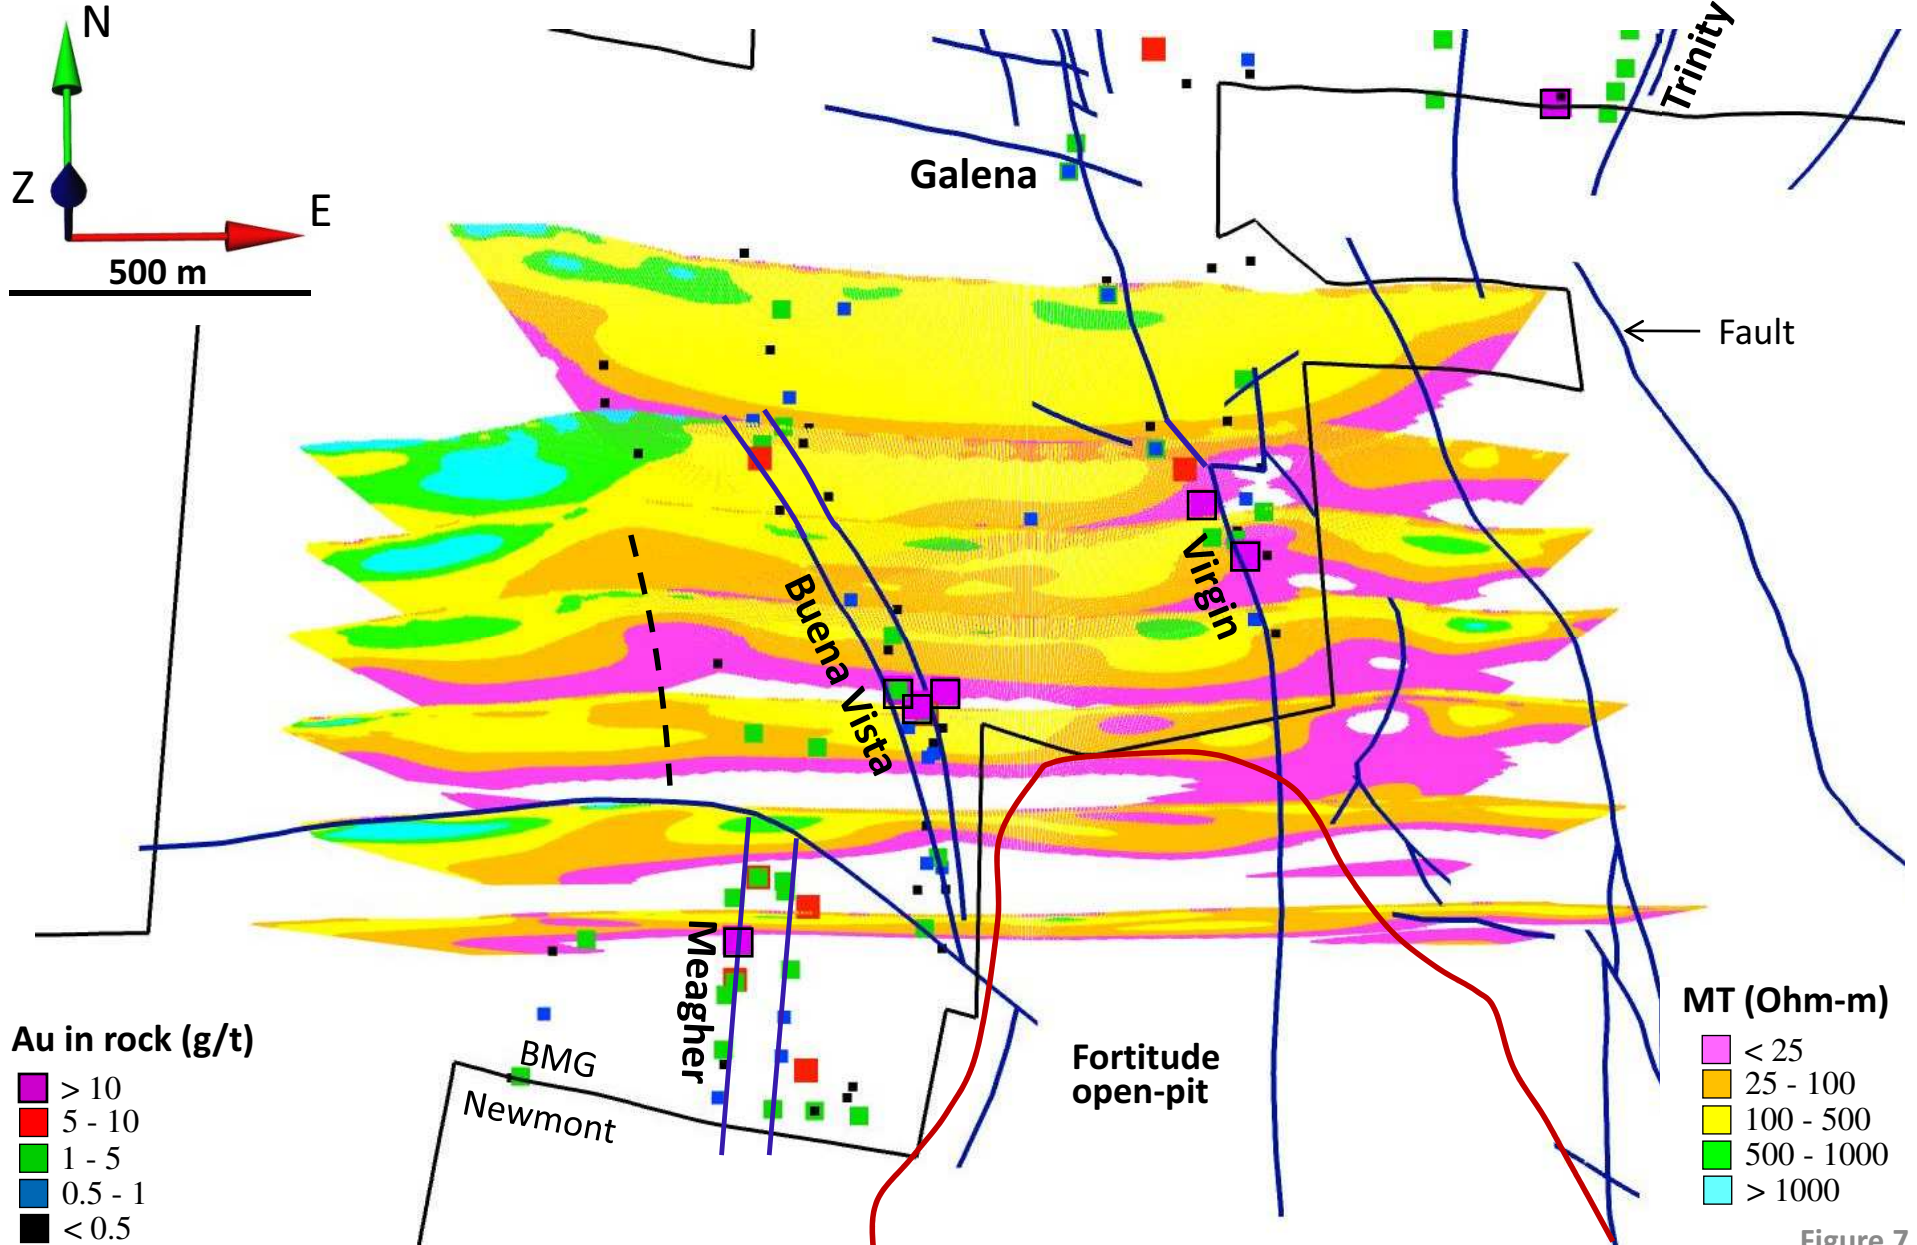 N
Z
E
500 m
Trinity
Galena
Fault
Virgin
Buena Vista
Meagher
BMG
Newmont
Fortitude
open-pit
Au in rock (g/t)
> 10
5 - 10
1 - 5
0.5 - 1
< 0.5
MT (Ohm-m)
< 25
25 - 100
100 - 500
500 - 1000
> 1000
Figure 7